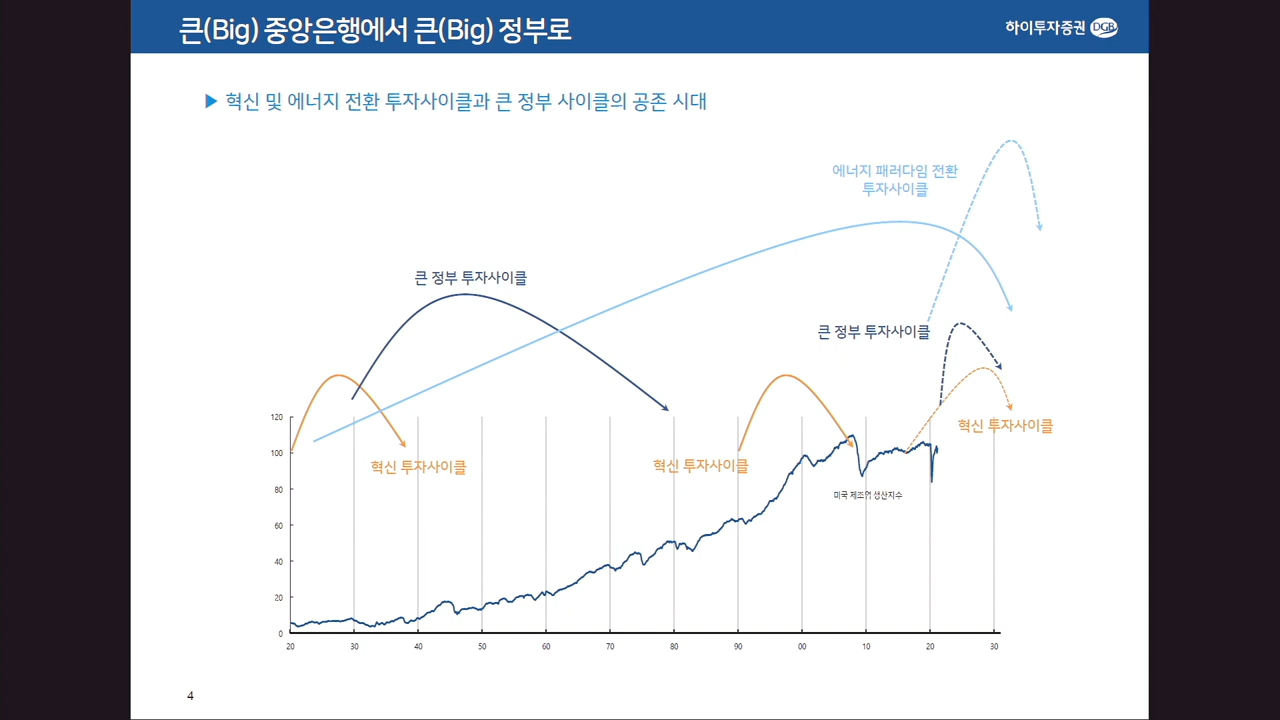 큰(Big) 중앙은행에서 큰(Big) 정부로
하이투자증권 DGB
▶ 혁신 및 에너지 전환 투자사이클과 큰 정부 사이클의 공존 시대
에너지 패러다임 전환
투자사이클
큰 정부 투자사이클
큰 정부 투자사이클
혁신 투자사이클
혁신 투자사이클
혁신 투자사이클
미국 제조업 생산지수
120
100
80
60
40
20
0
20 30 40 50 60 70 80 90 00 10 20 30
4